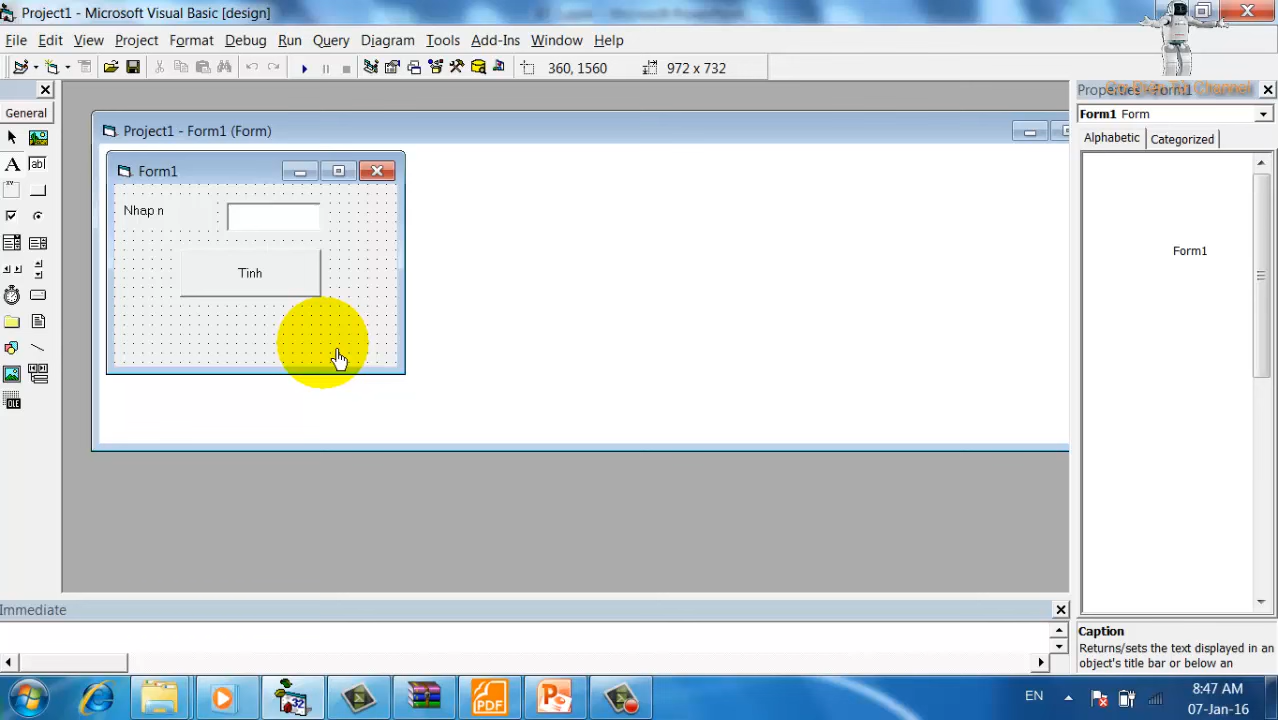 Project1 - Microsoft Visual Basic [design]
File Edit View Project Format Debug Run Query Diagram Tools Add-Ins Window Help
360, 1560 972 x 732
General
Project1 - Form1 (Form)
Form1
Nhap n
Tinh
Properties - Form1
Form1 Form
Alphabetic Categorized
Form1
Immediate
Caption
Returns/sets the text displayed in an
object's title bar or below an
EN
8:47 AM
07-Jan-16